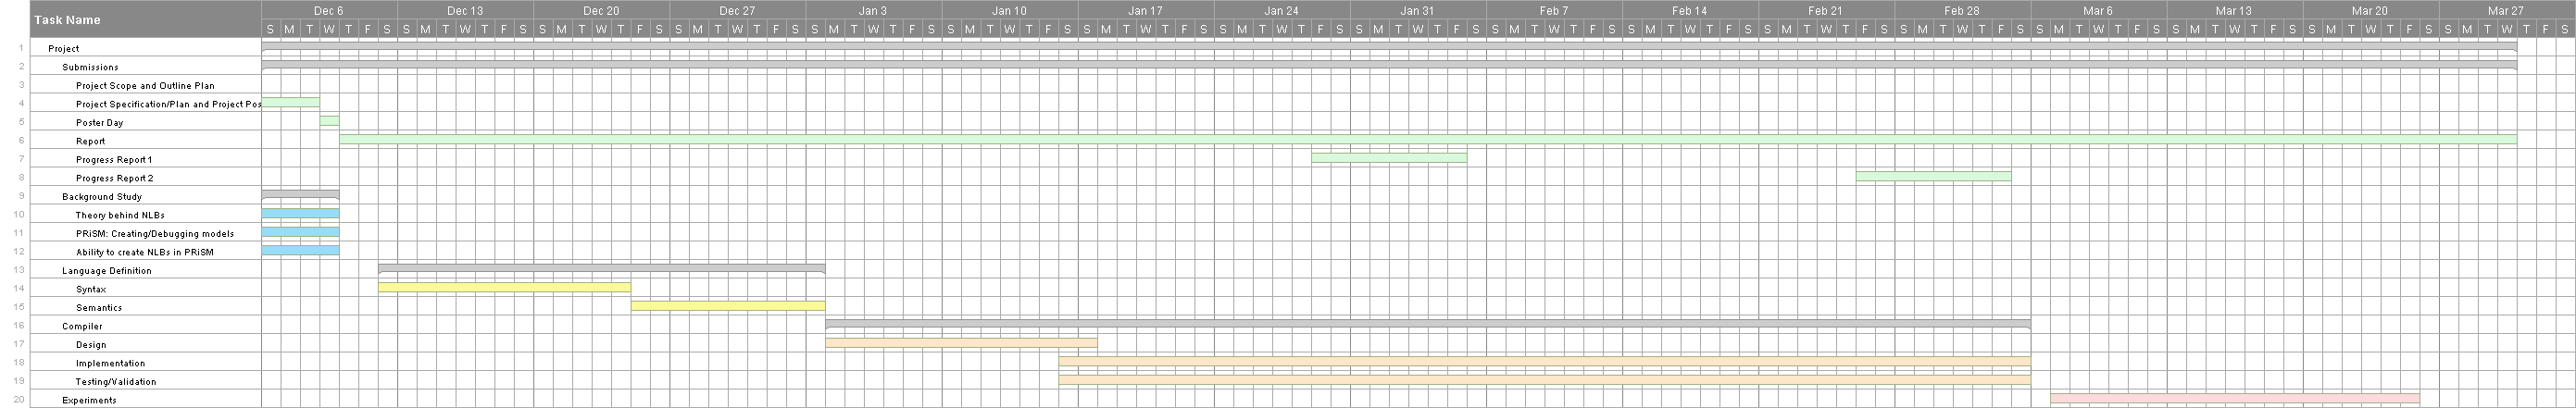 Task Name
Dec 6 Dec 13 Dec 20 Dec 27 Jan 3 Jan 10 Jan 17 Jan 24 Jan 31 Feb 7 Feb 14 Feb 21 Feb 28 Mar 6 Mar 13 Mar 20 Mar 27
S M T W T F S S M T W T F S S M T W T F S S M T W T F S S M T W T F S S M T W T F S S M T W T F S S M T W T F S S M T W T F S S M T W T F S S M T W T F S S M T W T F S S M T W T F S S M T W T F S S M T W T F S S M T W T F S S M T W T F S
1 Project
2 Submissions
3 Project Scope and Outline Plan
4 Project Specification/Plan and Project Pos
5 Poster Day
6 Report
7 Progress Report 1
8 Progress Report 2
9 Background Study
10 Theory behind NLBs
11 PRiSM: Creating/Debugging models
12 Ability to create NLBs in PRiSM
13 Language Definition
14 Syntax
15 Semantics
16 Compiler
17 Design
18 Implementation
19 Testing/Validation
20 Experiments